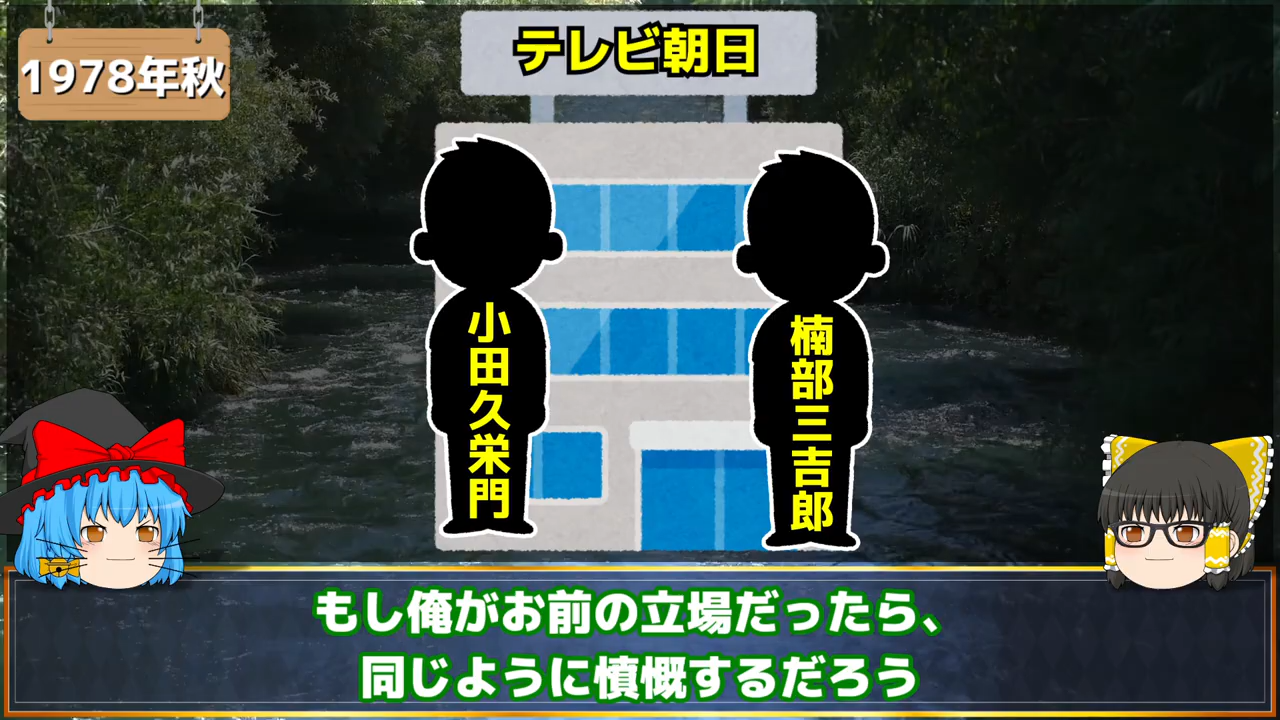 1978年秋
テレビ朝日
小田久栄門
楠部三吉郎
もし俺がお前の立場だったら、
同じように憤慨するだろう